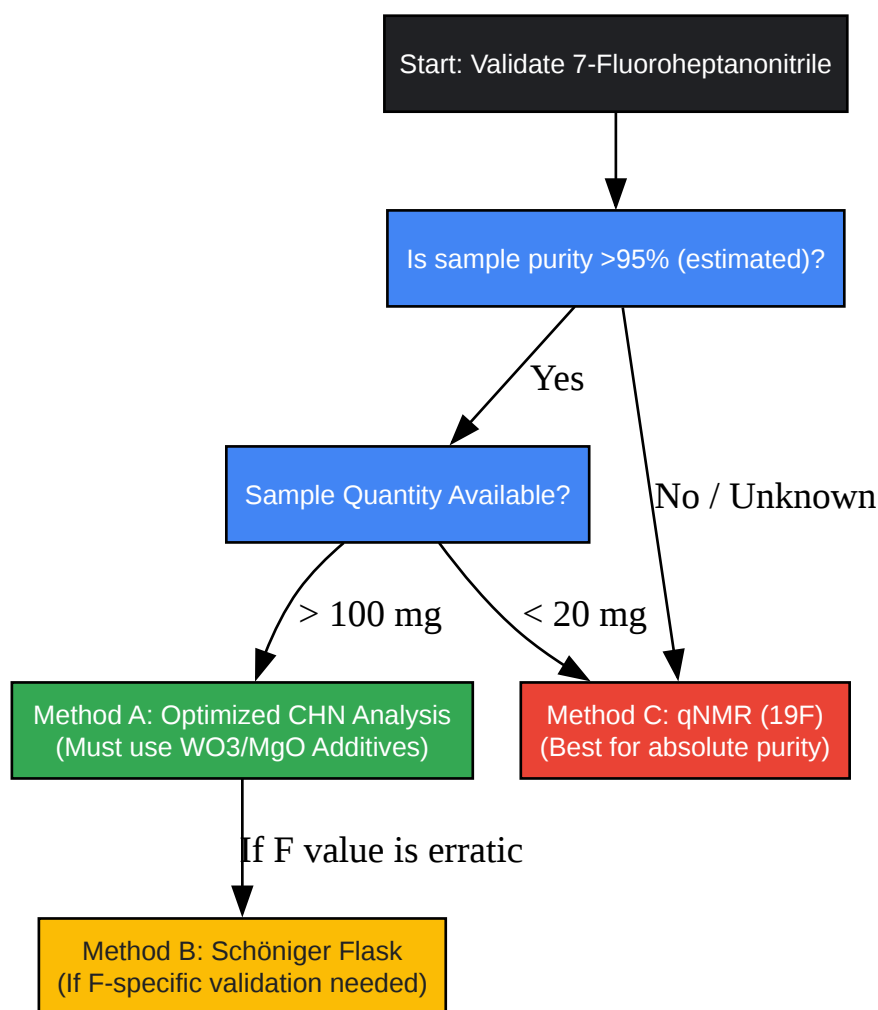 Start: Validate 7-Fluoroheptanonitrile
Is sample purity >95% (estimated)?
Yes
Sample Quantity Available?
No / Unknown
> 100 mg
< 20 mg
Method A: Optimized CHN Analysis
(Must use WO3/MgO Additives)
Method C: qNMR (19F)
(Best for absolute purity)
If F value is erratic
Method B: Schöniger Flask
(If F-specific validation needed)